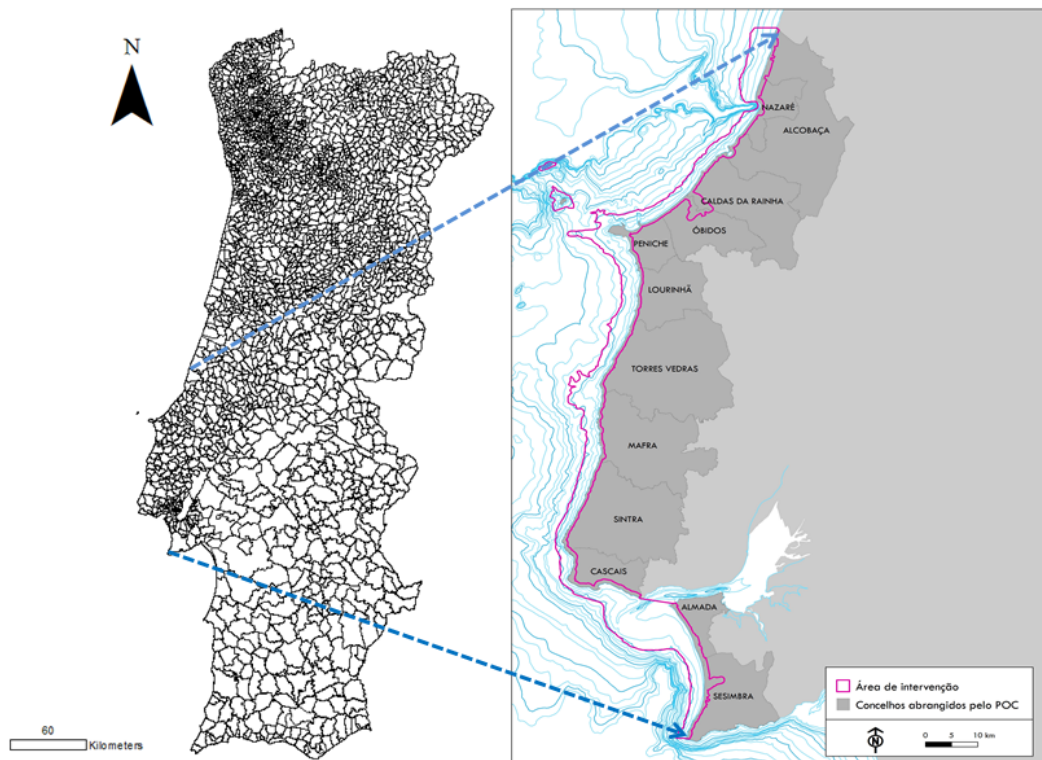 N
60
Kilometers
NAZARÉ
ALCOBAÇA
CALDAS DA RAINHA
ÓBIDOS
PENICHE
LOURINHÃ
TORRES VEDRAS
MAFRA
SINTRA
CASCAIS
ALMADA
SESIMBRA
Área de intervenção
Concelhos abrangidos pelo POC
N
0 5 10 km